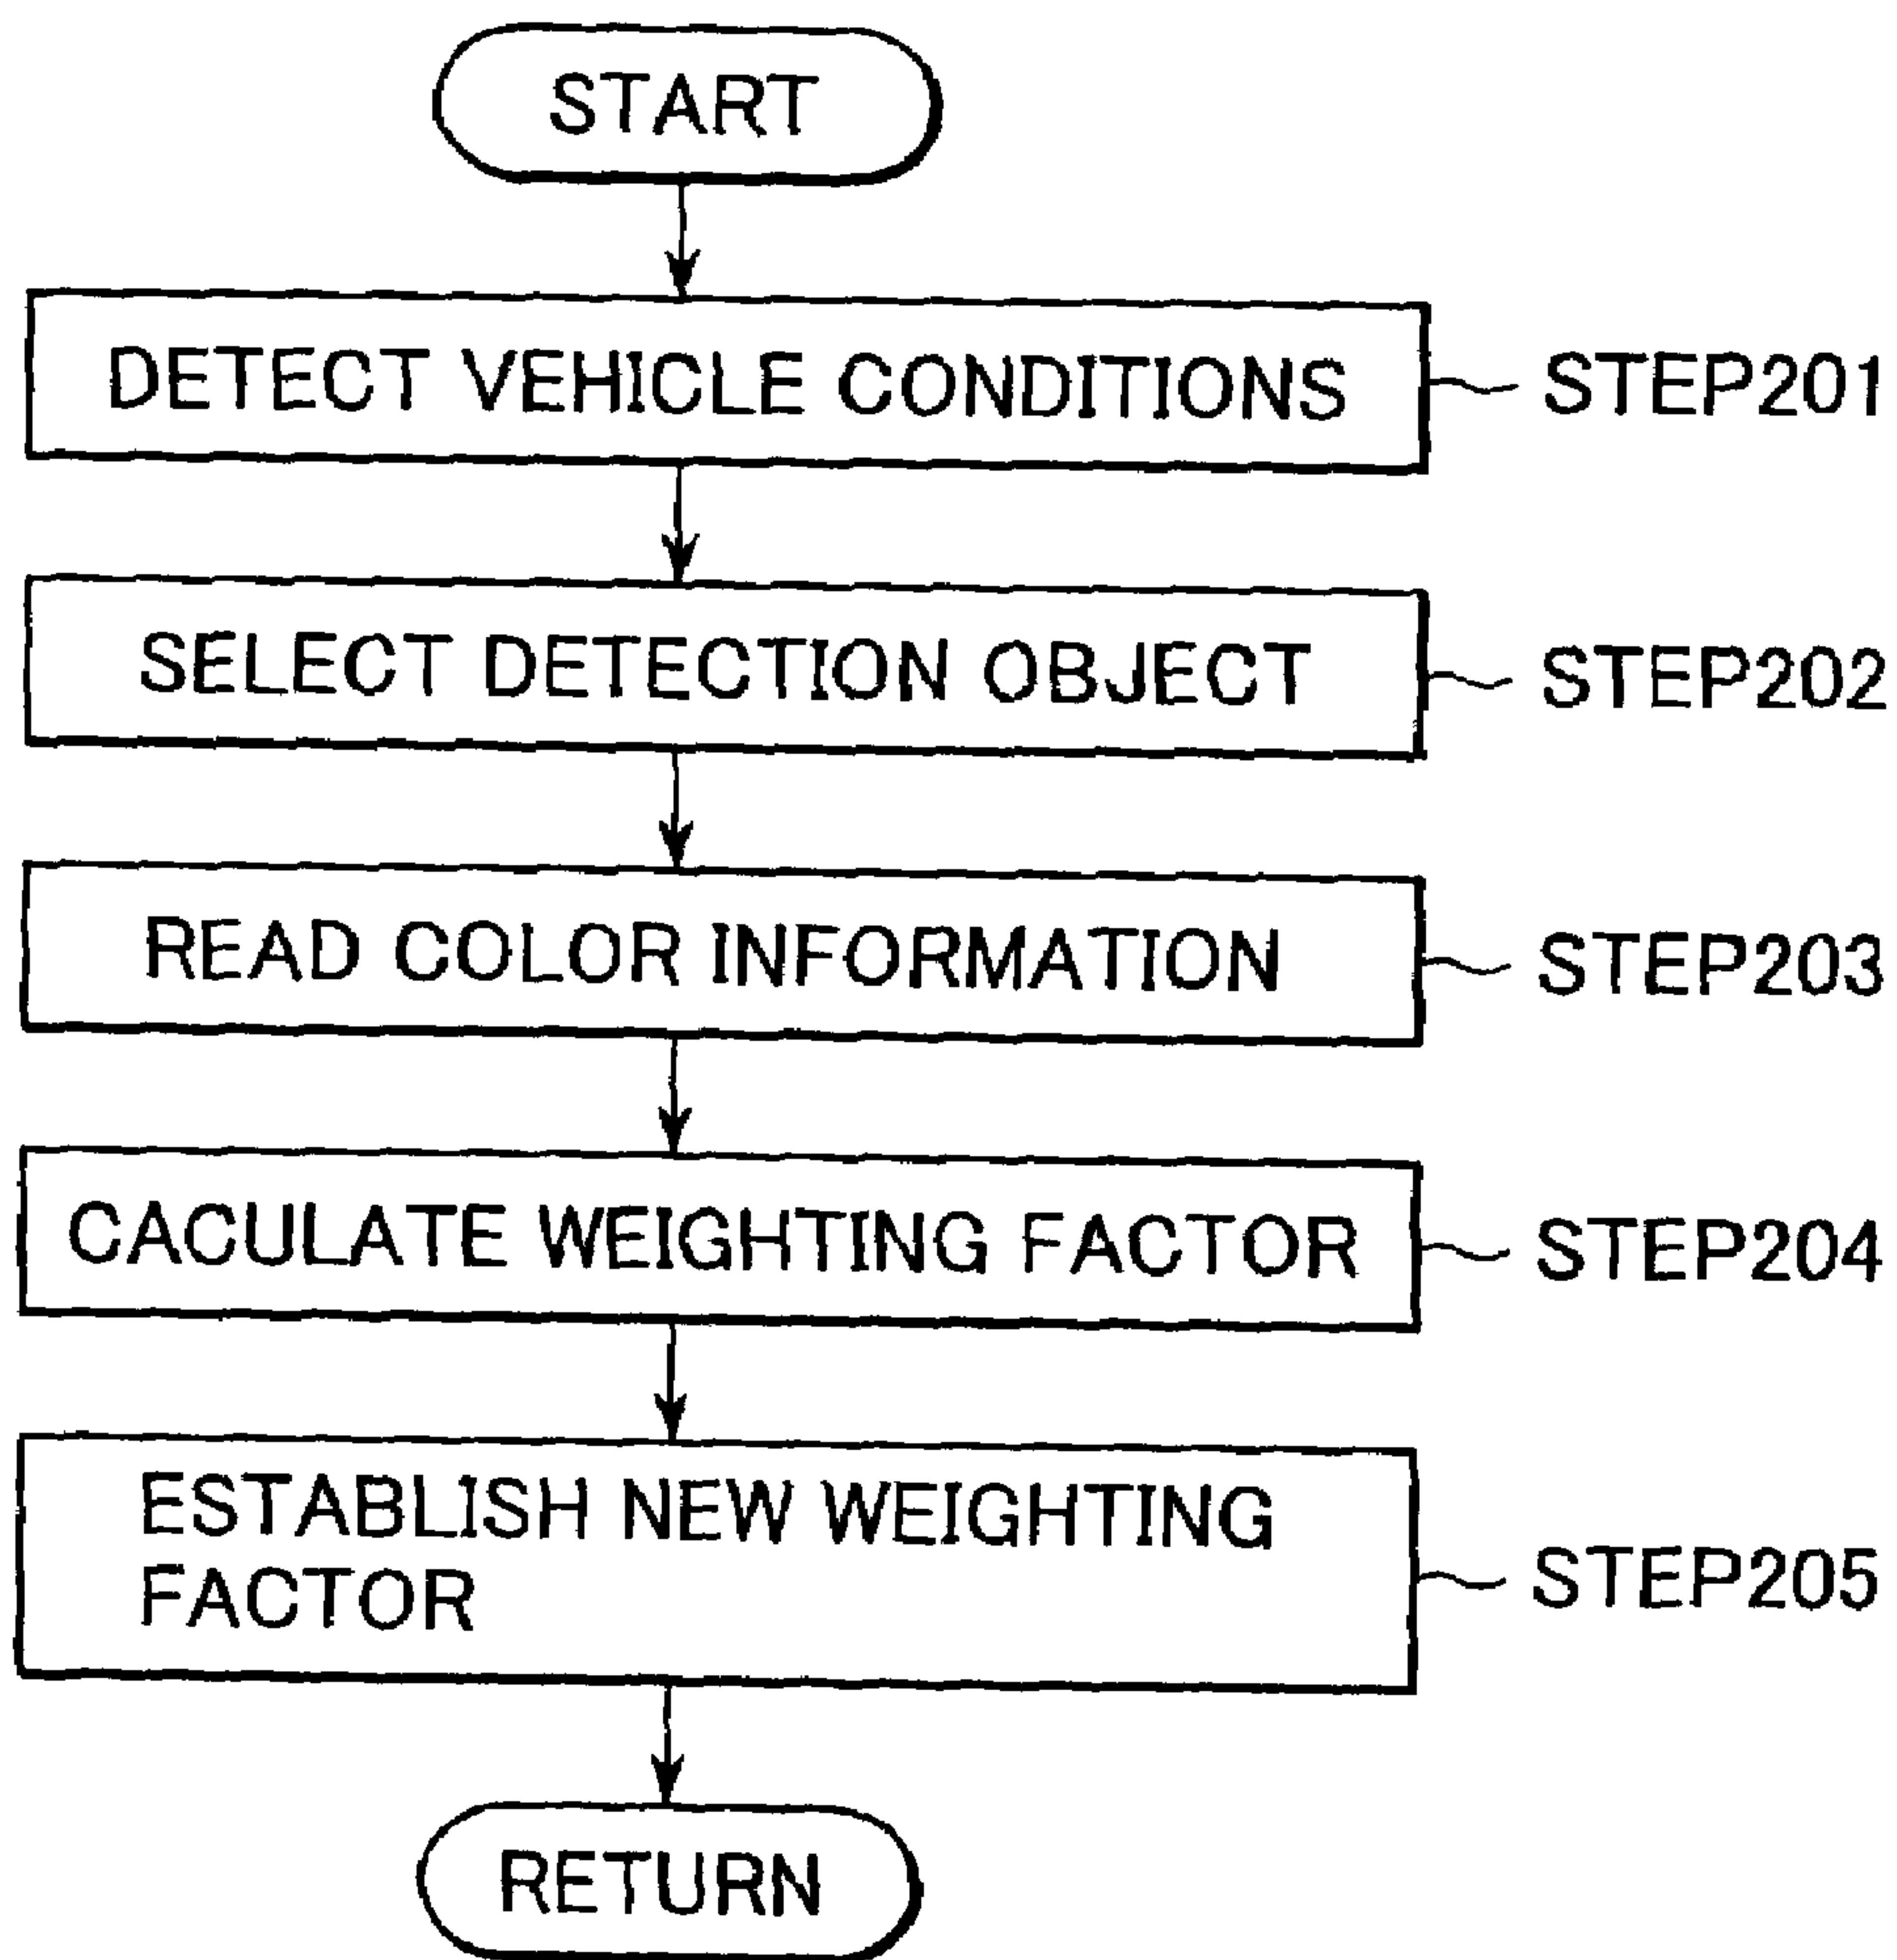 START
DETECT VEHICLE CONDITIONS
STEP201
SELECT DETECTION OBJECT
STEP202
READ COLOR INFORMATION
STEP203
CACULATE WEIGHTING FACTOR
STEP204
ESTABLISH NEW WEIGHTING
FACTOR
STEP205
RETURN